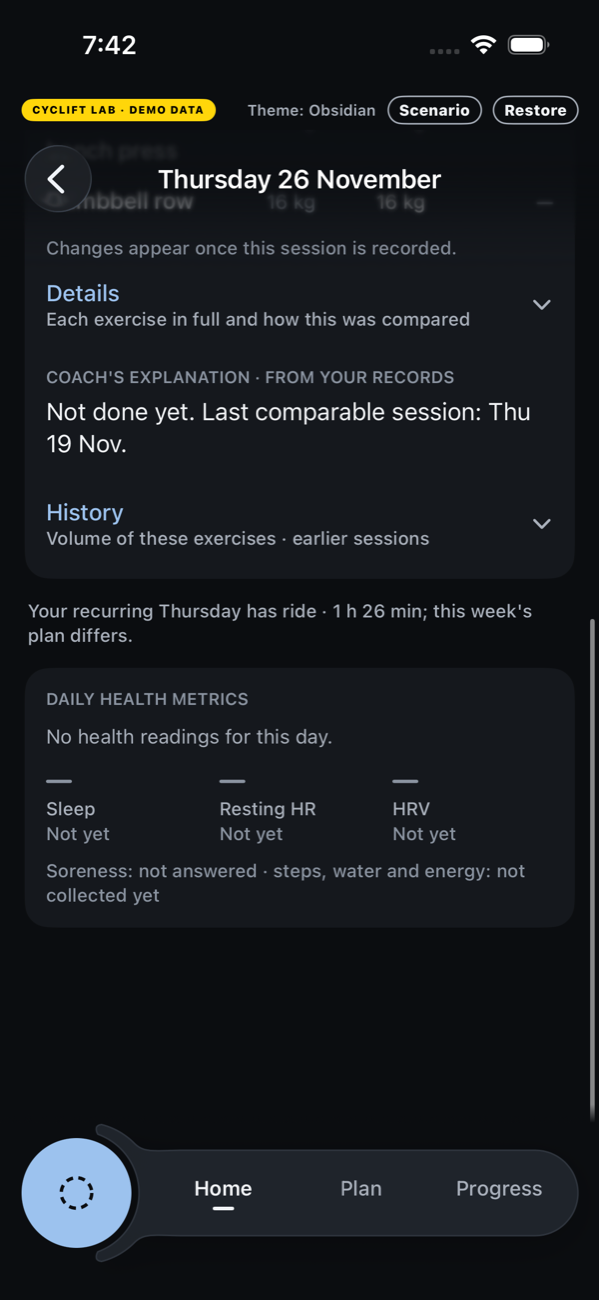 7:42
CYCLIFT LAB · DEMO DATA
Theme: Obsidian
Scenario
Restore
Thursday 26 November
16 kg
16 kg
—
Changes appear once this session is recorded.
Details
Each exercise in full and how this was compared
COACH'S EXPLANATION · FROM YOUR RECORDS
Not done yet. Last comparable session: Thu
19 Nov.
History
Volume of these exercises · earlier sessions
Your recurring Thursday has ride · 1 h 26 min; this week's
plan differs.
DAILY HEALTH METRICS
No health readings for this day.
— — —
Sleep Resting HR HRV
Not yet Not yet Not yet
Soreness: not answered · steps, water and energy: not
collected yet
Home Plan Progress